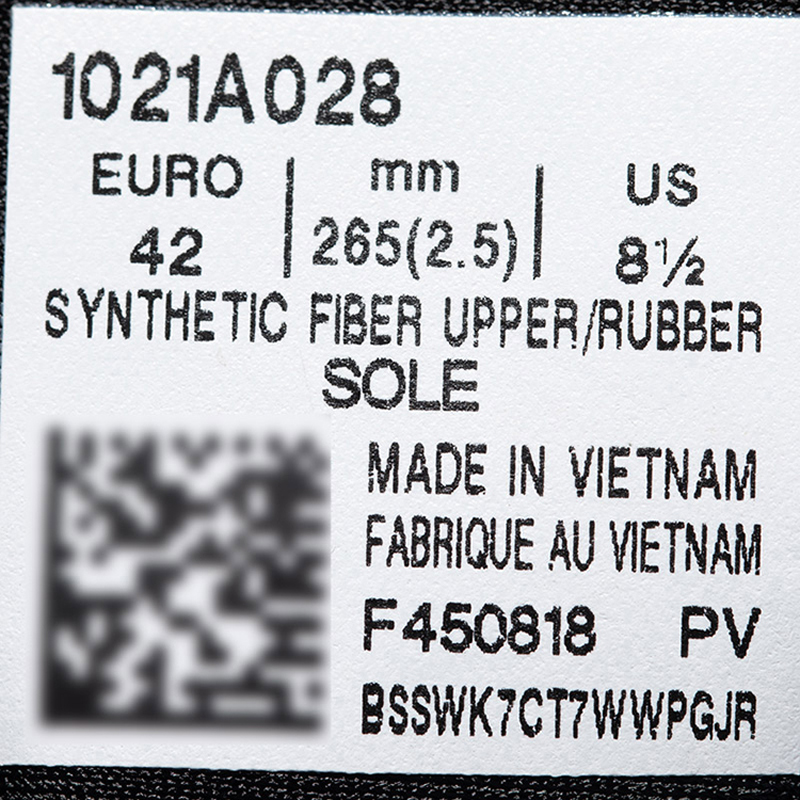 1021A028
EURO | mm | US
42 | 265(2.5) | 8½
SYNTHETIC FIBER UPPER/RUBBER
SOLE
MADE IN VIETNAM
FABRIQUE AU VIETNAM
F450818 PV
BSSWK7CT7WWPGJR